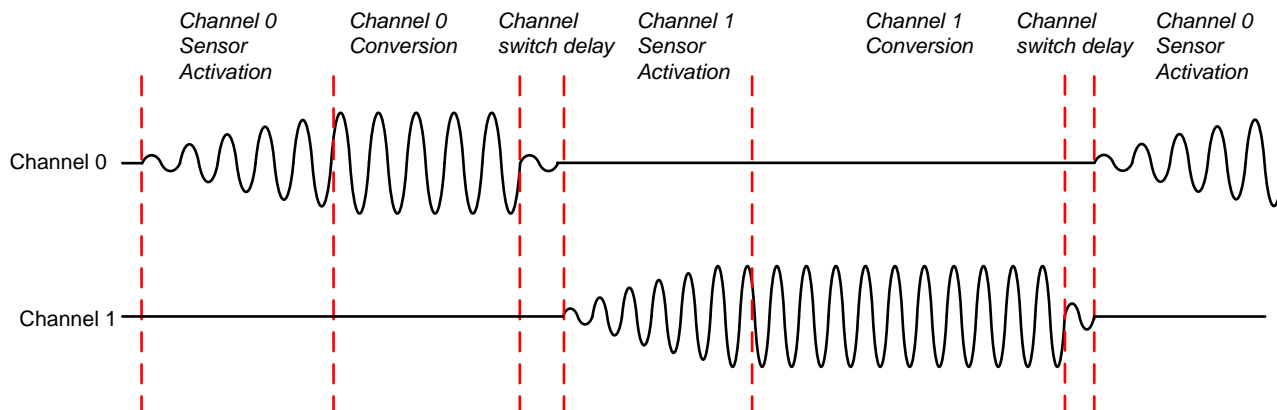 Channel 0
Sensor
Activation
Channel 0
Conversion
Channel
switch delay
Channel 1
Sensor
Activation
Channel 1
Conversion
Channel
switch delay
Channel 0
Sensor
Activation
Channel 0
Channel 1